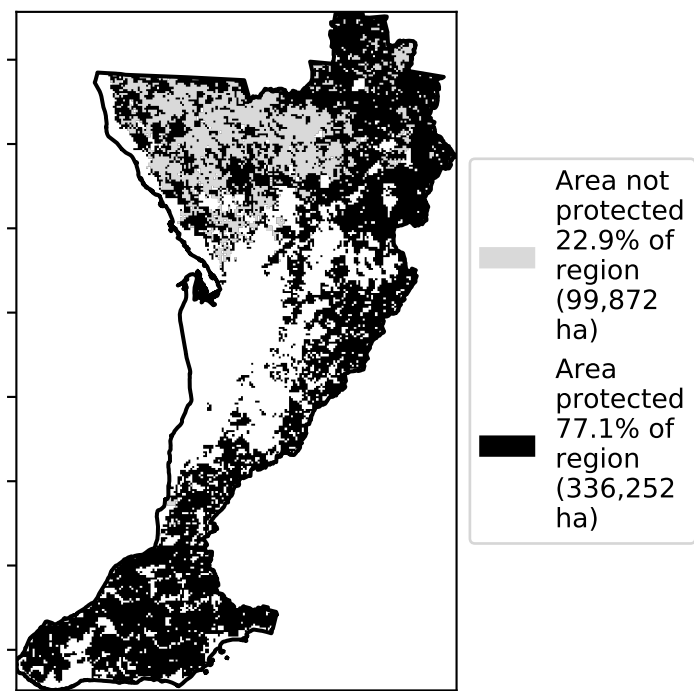 Area not
protected
22.9% of
region
(99,872
ha)
Area
protected
77.1% of
region
(336,252
ha)